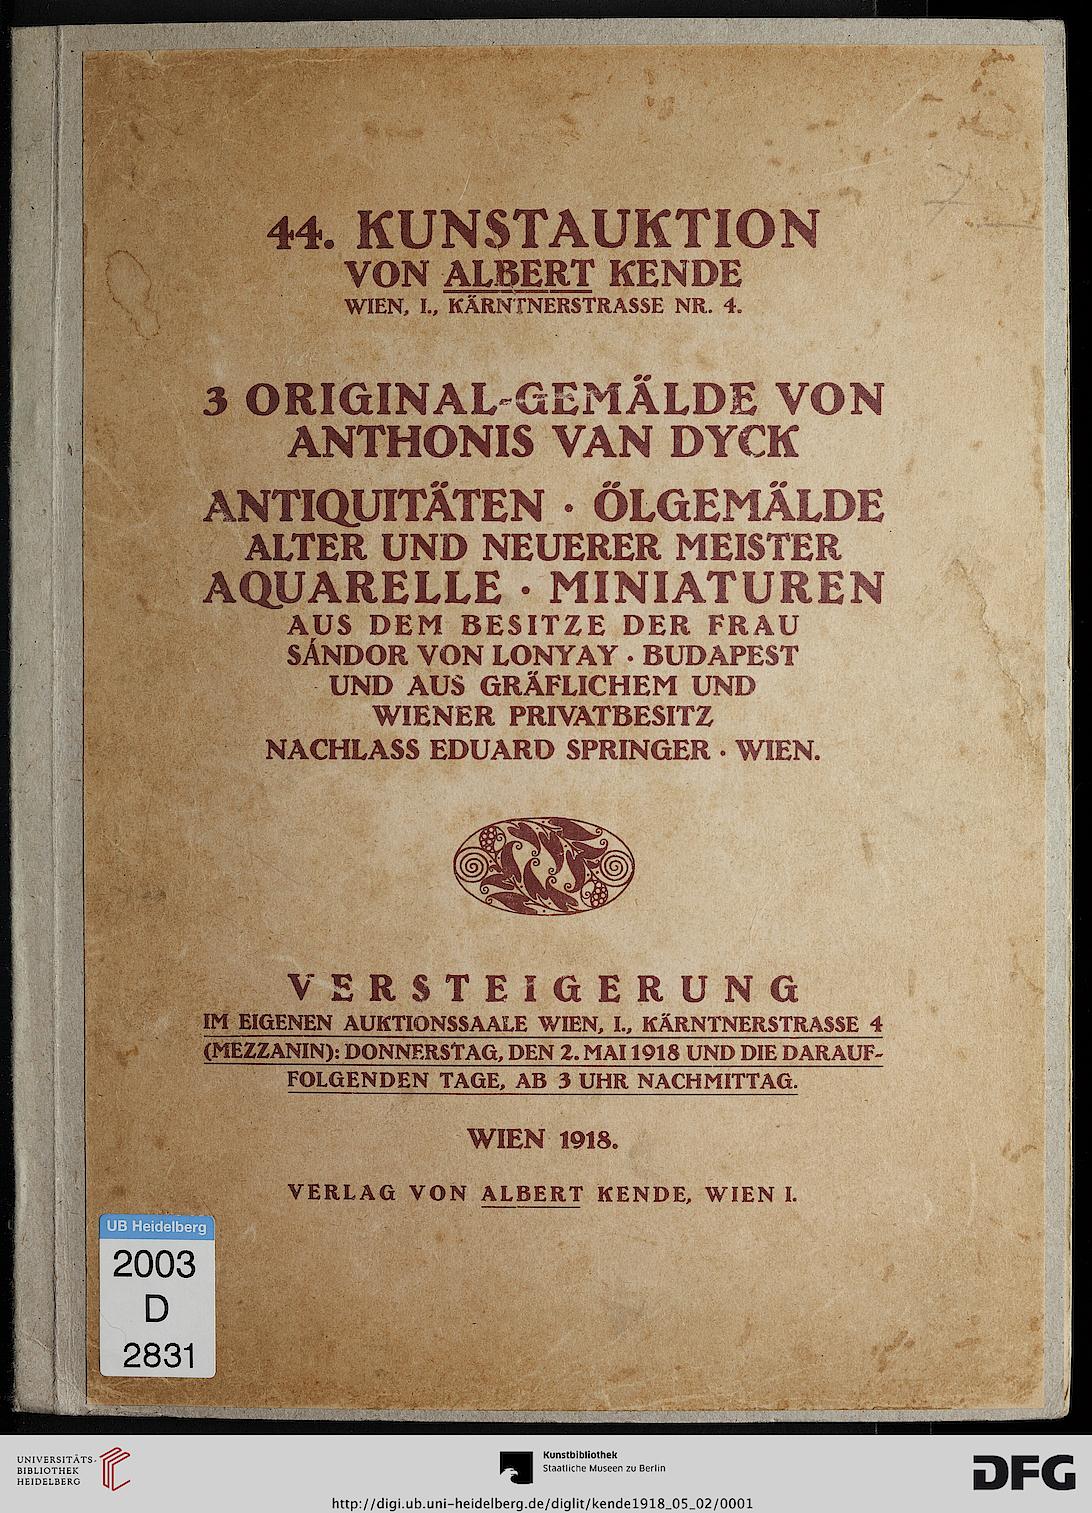 44. KUNSTAUKTION
VON ALBERT KENDE
WIEN, I., KÄRNTNERSTRASSE NR. 4.
3 ORIGINAL-GEMÄLDE VON
ANTHONIS VAN DYCK
ANTIQUITÄTEN · ÖLGEMÄLDE
ALTER UND NEUERER MEISTER
AQUARELLE · MINIATUREN
AUS DEM BESITZE DER FRAU
SÁNDOR VON LONYAY · BUDAPEST
UND AUS GRÄFLICHEM UND
WIENER PRIVATBESITZ
NACHLASS EDUARD SPRINGER · WIEN.
VERSTEIGERUNG
IM EIGENEN AUKTIONSSAALE WIEN, I., KÄRNTNERSTRASSE 4
(MEZZANIN): DONNERSTAG, DEN 2. MAI 1918 UND DIE DARAUF-
FOLGENDEN TAGE, AB 3 UHR NACHMITTAG.
WIEN 1918.
VERLAG VON ALBERT KENDE, WIEN I.
UB Heidelberg
2003
D
2831
UNIVERSITÄTS-
BIBLIOTHEK
HEIDELBERG
Kunstbibliothek
Staatliche Museen zu Berlin
DFG
http://digi.ub.uni-heidelberg.de/diglit/kende1918_05_02/0001